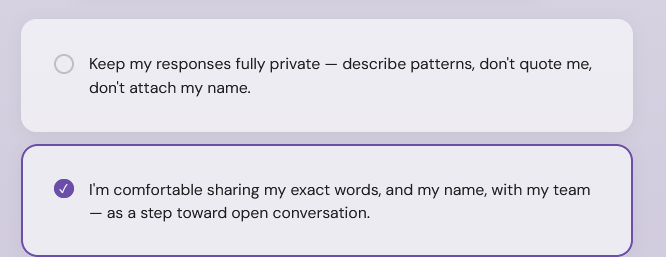 Keep my responses fully private — describe patterns, don't quote me,
don't attach my name.
I'm comfortable sharing my exact words, and my name, with my team
— as a step toward open conversation.